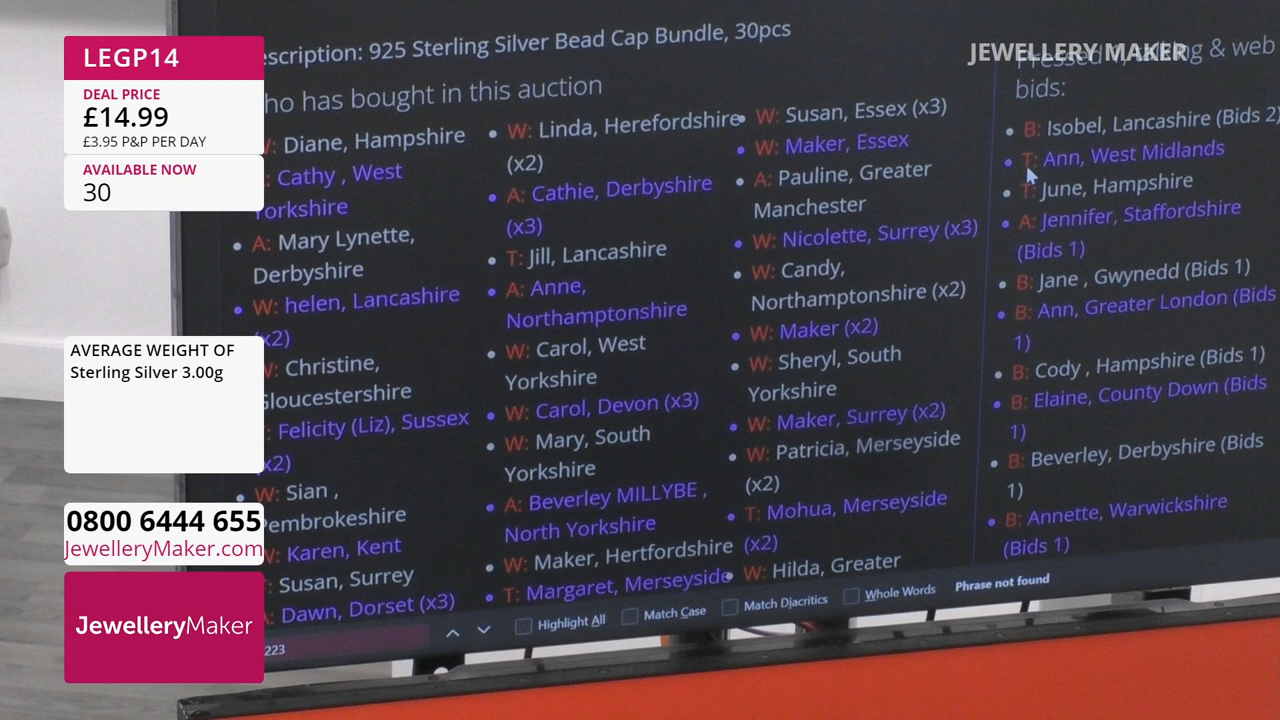 LEGP14
DEAL PRICE
£14.99
£3.95 P&P PER DAY
AVAILABLE NOW
30
AVERAGE WEIGHT OF
Sterling Silver 3.00g
0800 6444 655
JewelleryMaker.com
JewelleryMaker
JEWELLERY MAKER
escription: 925 Sterling Silver Bead Cap Bundle, 30pcs
ho has bought in this auction
Diane, Hampshire
Cathy , West
Yorkshire
A: Mary Lynette,
Derbyshire
W: helen, Lancashire
(x2)
W: Christine,
Gloucestershire
Felicity (Liz), Sussex
(x2)
W: Sian ,
Pembrokeshire
W: Karen, Kent
Susan, Surrey
A: Dawn, Dorset (x3)
W: Linda, Herefordshire
(x2)
A: Cathie, Derbyshire
(x3)
T: Jill, Lancashire
A: Anne,
Northamptonshire
W: Carol, West
Yorkshire
W: Carol, Devon (x3)
W: Mary, South
Yorkshire
A: Beverley MILLYBE ,
North Yorkshire
W: Maker, Hertfordshire
T: Margaret, Merseyside
W: Susan, Essex (x3)
W: Maker, Essex
A: Pauline, Greater
Manchester
W: Nicolette, Surrey (x3)
W: Candy,
Northamptonshire (x2)
W: Maker (x2)
W: Sheryl, South
Yorkshire
W: Maker, Surrey (x2)
W: Patricia, Merseyside
(x2)
T: Mohua, Merseyside
(x2)
W: Hilda, Greater
Pressed 1, & web
bids:
B: Isobel, Lancashire (Bids 2)
T: Ann, West Midlands
T: June, Hampshire
A: Jennifer, Staffordshire
(Bids 1)
B: Jane , Gwynedd (Bids 1)
B: Ann, Greater London (Bids
1)
B: Cody , Hampshire (Bids 1)
B: Elaine, County Down (Bids
1)
B: Beverley, Derbyshire (Bids
1)
B: Annette, Warwickshire
(Bids 1)
223
Highlight All
Match Case
Match Diacritics
Whole Words
Phrase not found